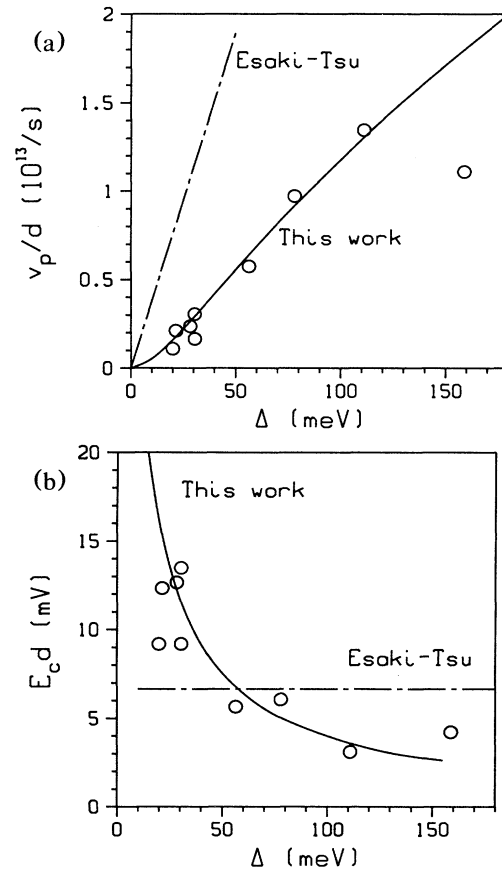 (a)
2
1.5
1
0.5
0
v_p/d (10^13/s)
Esaki-Tsu
This work
0 50 100 150
Δ (meV)
(b)
20
15
10
5
0
E_c d (mV)
This work
Esaki-Tsu
0 50 100 150
Δ (meV)